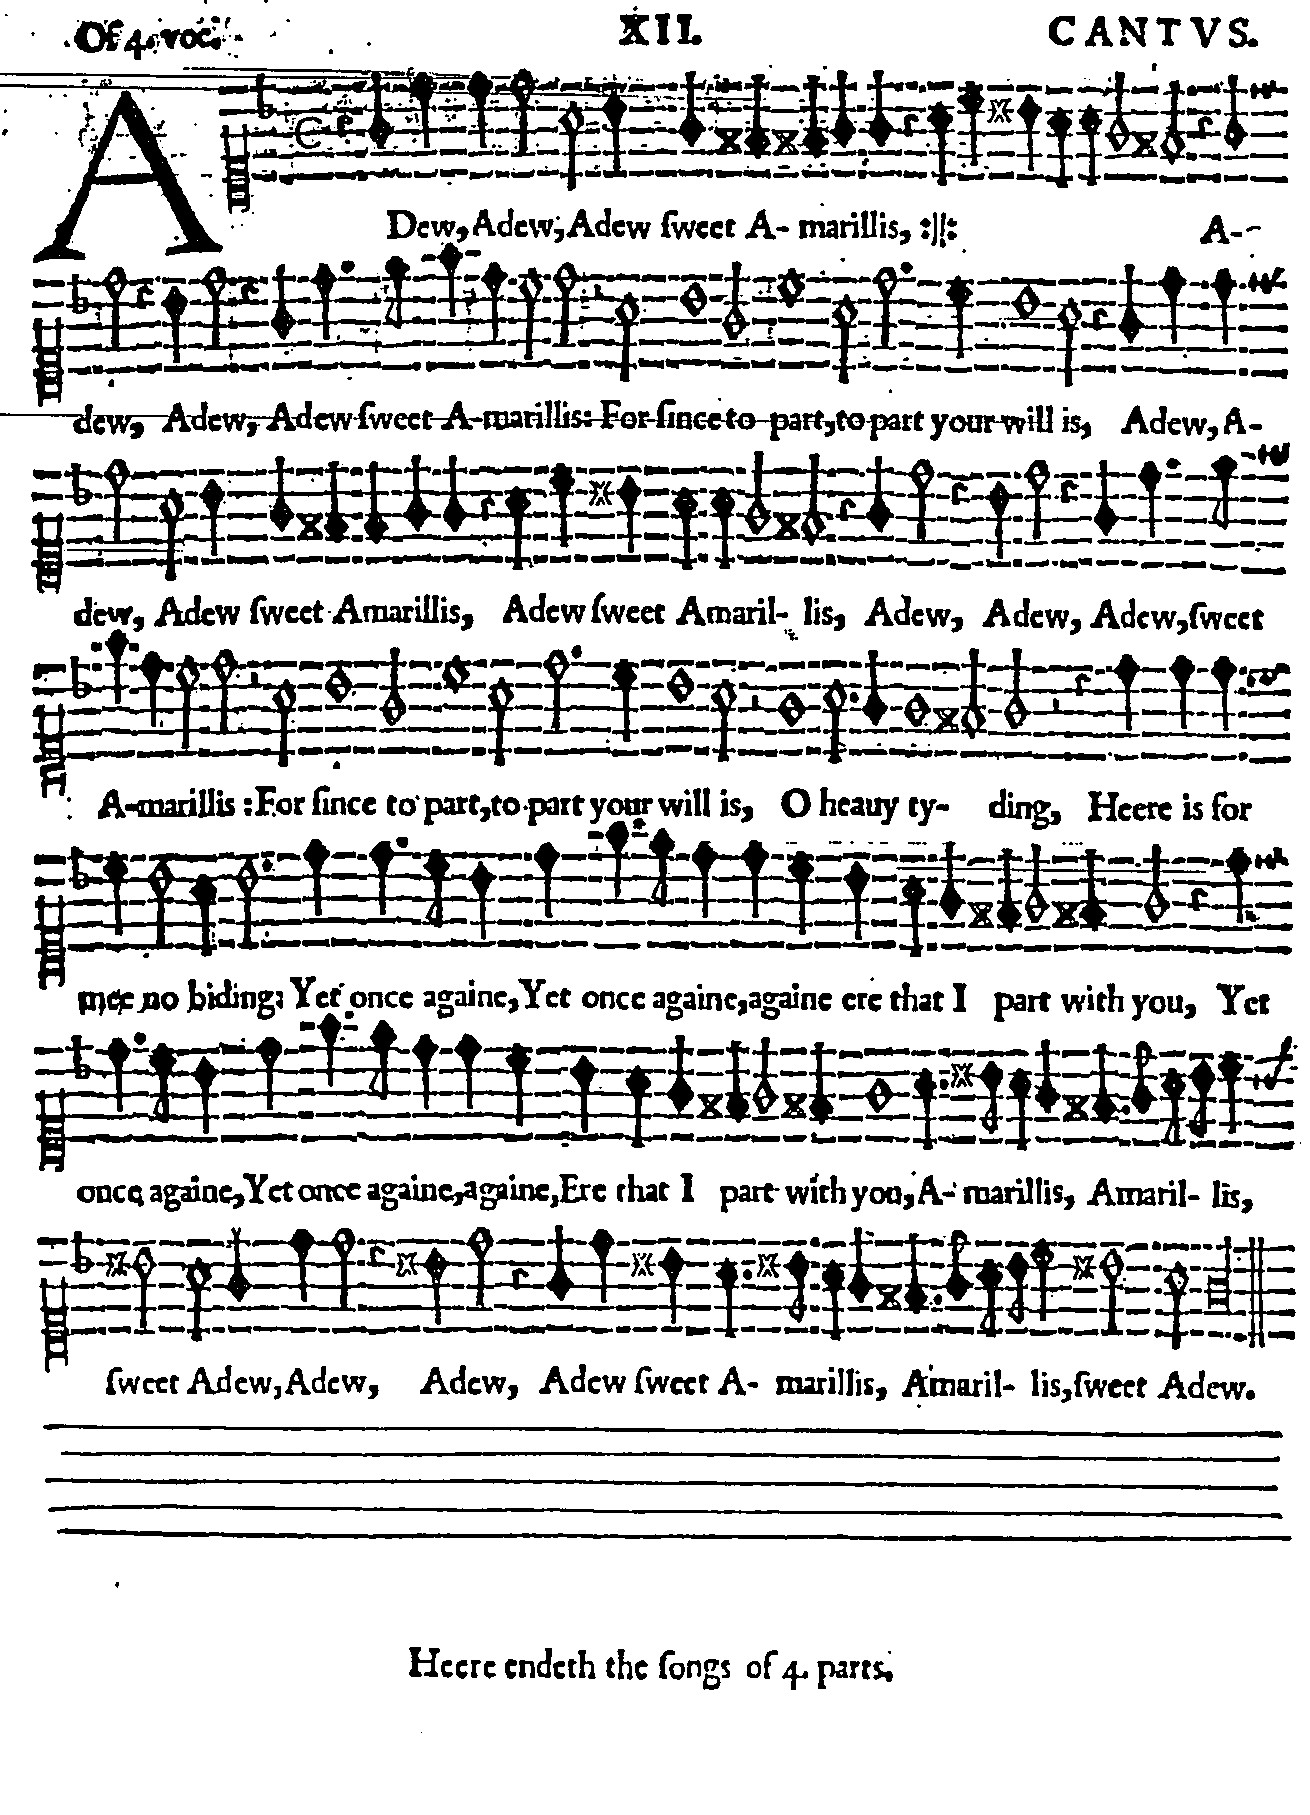 Of 4. voc. XII. CANTVS.
ADew, Adew, Adew ſweet A- marillis, :||: A-
dew, Adew, Adew ſweet A-marillis: For ſince to part,to part your will is, Adew, A-
dew, Adew ſweet Amarillis, Adew ſweet Amaril- lis, Adew, Adew, Adew,ſweet
A-marillis :For ſince to part,to part your will is, O heauy ty- ding, Heere is for
mee no biding: Yet once againe,Yet once againe,againe ere that I part with you, Yet
once againe,Yet once againe,againe,Ere that I part with you,A- marillis, Amaril- lis,
ſweet Adew,Adew, Adew, Adew ſweet A- marillis, Amaril- lis,ſweet Adew.
Heere endeth the ſongs of 4. parts.